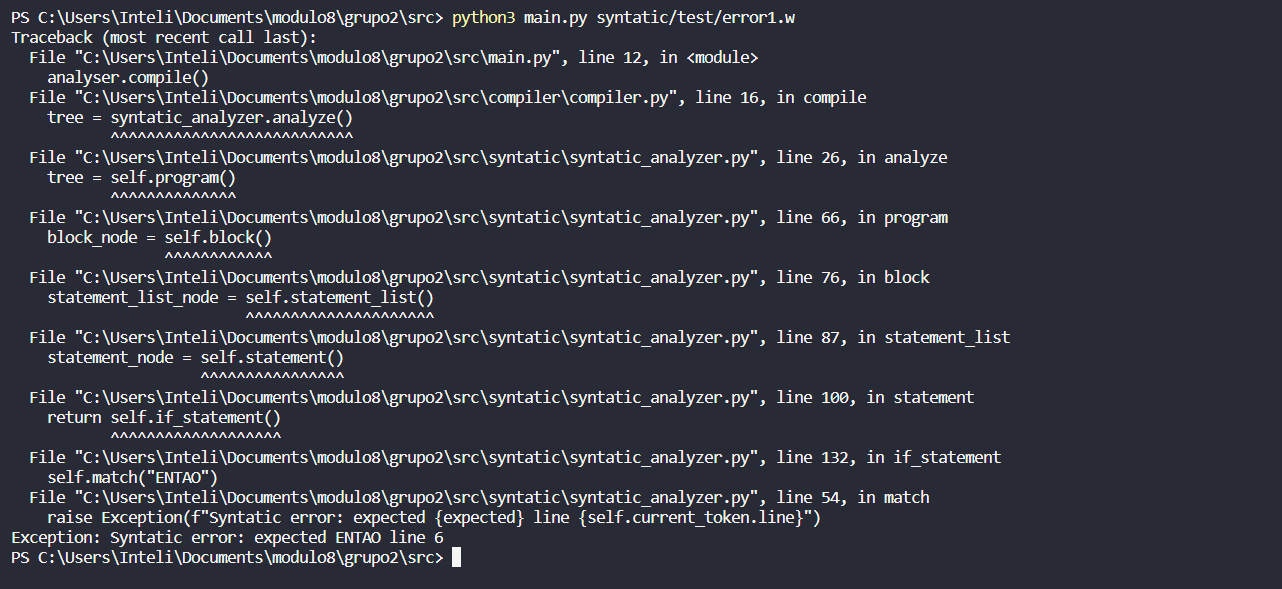 PS C:\Users\Inteli\Documents\modulo8\grupo2\src> python3 main.py syntatic/test/error1.w
Traceback (most recent call last):
  File "C:\Users\Inteli\Documents\modulo8\grupo2\src\main.py", line 12, in <module>
    analyser.compile()
  File "C:\Users\Inteli\Documents\modulo8\grupo2\src\compiler\compiler.py", line 16, in compile
    tree = syntatic_analyzer.analyze()
           ^^^^^^^^^^^^^^^^^^^^^^^^^^^
  File "C:\Users\Inteli\Documents\modulo8\grupo2\src\syntatic\syntatic_analyzer.py", line 26, in analyze
    tree = self.program()
           ^^^^^^^^^^^^^^
  File "C:\Users\Inteli\Documents\modulo8\grupo2\src\syntatic\syntatic_analyzer.py", line 66, in program
    block_node = self.block()
                 ^^^^^^^^^^^^
  File "C:\Users\Inteli\Documents\modulo8\grupo2\src\syntatic\syntatic_analyzer.py", line 76, in block
    statement_list_node = self.statement_list()
                          ^^^^^^^^^^^^^^^^^^^^^
  File "C:\Users\Inteli\Documents\modulo8\grupo2\src\syntatic\syntatic_analyzer.py", line 87, in statement_list
    statement_node = self.statement()
                     ^^^^^^^^^^^^^^^^
  File "C:\Users\Inteli\Documents\modulo8\grupo2\src\syntatic\syntatic_analyzer.py", line 100, in statement
    return self.if_statement()
           ^^^^^^^^^^^^^^^^^^^
  File "C:\Users\Inteli\Documents\modulo8\grupo2\src\syntatic\syntatic_analyzer.py", line 132, in if_statement
    self.match("ENTAO")
  File "C:\Users\Inteli\Documents\modulo8\grupo2\src\syntatic\syntatic_analyzer.py", line 54, in match
    raise Exception(f"Syntatic error: expected {expected} line {self.current_token.line}")
Exception: Syntatic error: expected ENTAO line 6
PS C:\Users\Inteli\Documents\modulo8\grupo2\src>